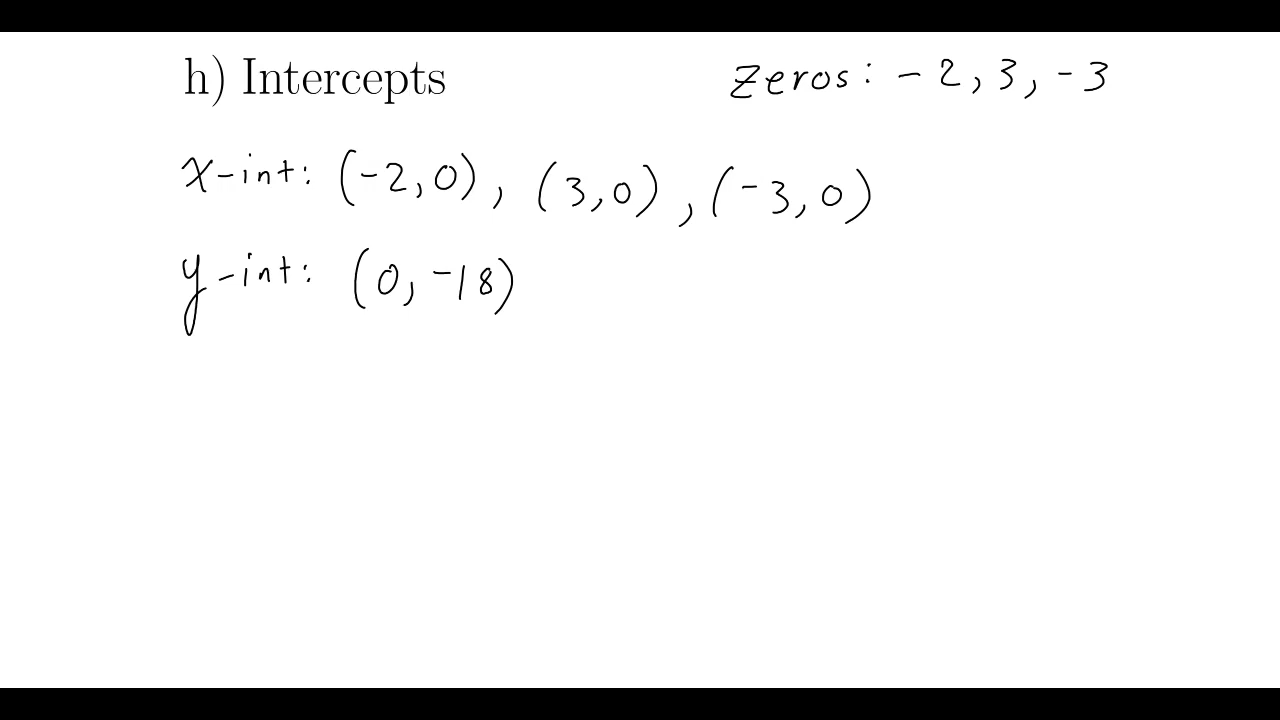 h) Intercepts
Zeros: -2, 3, -3
x-int: (-2, 0), (3, 0), (-3, 0)
y-int: (0, -18)